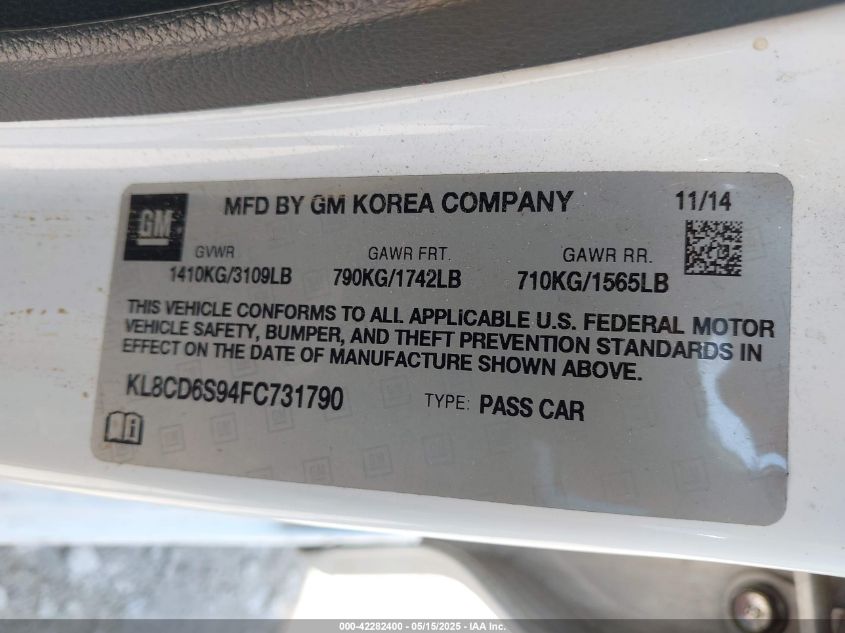 GM
MFD BY GM KOREA COMPANY
11/14
GVWR
1410KG/3109LB
GAWR FRT.
790KG/1742LB
GAWR RR.
710KG/1565LB
THIS VEHICLE CONFORMS TO ALL APPLICABLE U.S. FEDERAL MOTOR
VEHICLE SAFETY, BUMPER, AND THEFT PREVENTION STANDARDS IN
EFFECT ON THE DATE OF MANUFACTURE SHOWN ABOVE.
KL8CD6S94FC731790
TYPE: PASS CAR
000-42282400 - 05/15/2025 - IAA Inc.